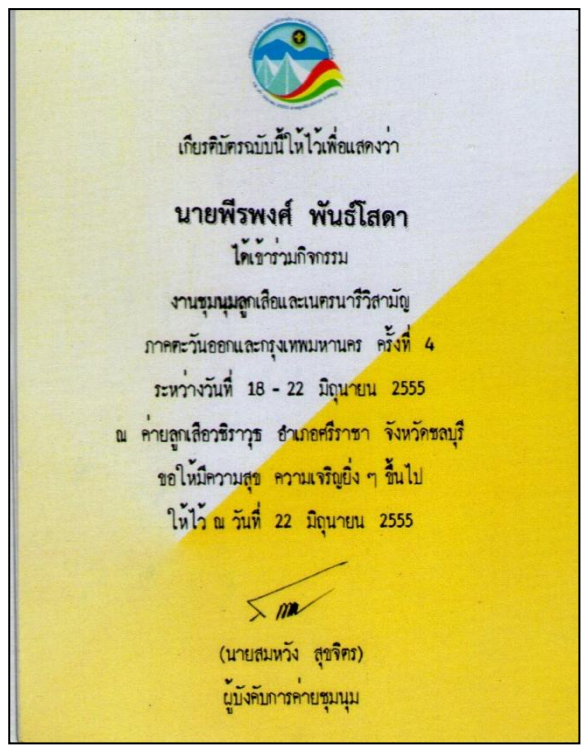 เกียรติบัตรฉบับนี้ให้ไว้เพื่อแสดงว่า
นายพีรพงศ์ พันธ์โสดา
ได้เข้าร่วมกิจกรรม
งานชุมนุมลูกเสือและเนตรนารีวิสามัญ
ภาคตะวันออกและกรุงเทพมหานคร ครั้งที่ 4
ระหว่างวันที่ 18 - 22 มิถุนายน 2555
ณ ค่ายลูกเสือวชิราวุธ อำเภอศรีราชา จังหวัดชลบุรี
ขอให้มีความสุข ความเจริญยิ่ง ๆ ขึ้นไป
ให้ไว้ ณ วันที่ 22 มิถุนายน 2555
(นายสมหวัง สุขจิตร)
ผู้บังคับการค่ายชุมนุม